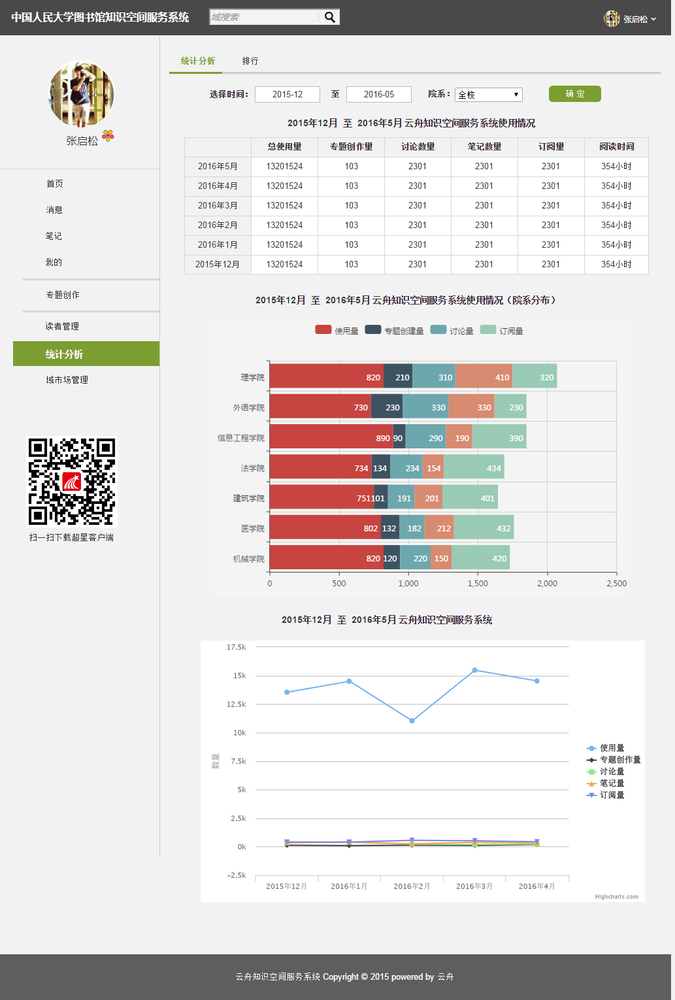 中国人民大学图书馆知识空间服务系统
域搜索
张启松
张启松
首页
消息
笔记
我的
专题创作
读者管理
统计分析
域市场管理
扫一扫下载超星客户端
统计分析 排行
选择时间: 2015-12 至 2016-05 院系: 全校 确 定
2015年12月 至 2016年5月 云舟知识空间服务系统使用情况
总使用量 专题创作量 讨论数量 笔记数量 订阅量 阅读时间
2016年5月 13201524 103 2301 2301 2301 354小时
2016年4月 13201524 103 2301 2301 2301 354小时
2016年3月 13201524 103 2301 2301 2301 354小时
2016年2月 13201524 103 2301 2301 2301 354小时
2016年1月 13201524 103 2301 2301 2301 354小时
2015年12月 13201524 103 2301 2301 2301 354小时
2015年12月 至 2016年5月 云舟知识空间服务系统使用情况（院系分布）
使用量 专题创建量 讨论量 订阅量
理学院 820 210 310 410 320
外语学院 730 230 330 330 230
信息工程学院 890 90 290 190 390
法学院 734 134 234 154 434
建筑学院 751 101 191 201 401
医学院 802 132 182 212 432
机械学院 820 120 220 150 420
0 500 1,000 1,500 2,000 2,500
2015年12月 至 2016年5月 云舟知识空间服务系统
17.5k
15k
12.5k
10k
7.5k
5k
2.5k
0k
-2.5k
数量
2015年12月 2016年1月 2016年2月 2016年3月 2016年4月
使用量
专题创作量
讨论量
笔记量
订阅量
Highcharts.com
云舟知识空间服务系统 Copyright © 2015 powered by 云舟